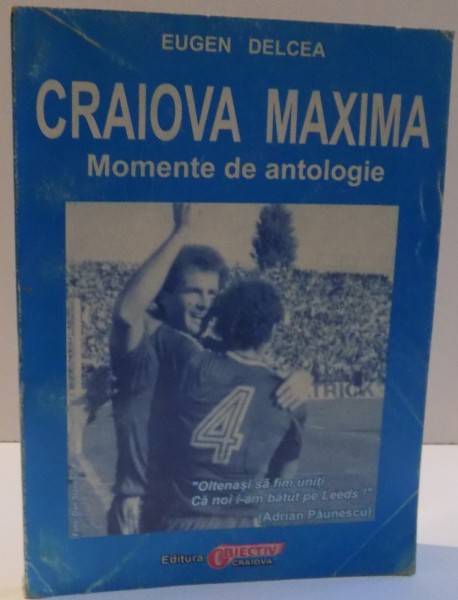 EUGEN DELCEA
CRAIOVA MAXIMA
Momente de antologie
4
TRICK
"Oltenași să fim uniți
Că noi i-am bătut pe Leeds !"
(Adrian Păunescu)
Editura OBIECTIV
CRAIOVA